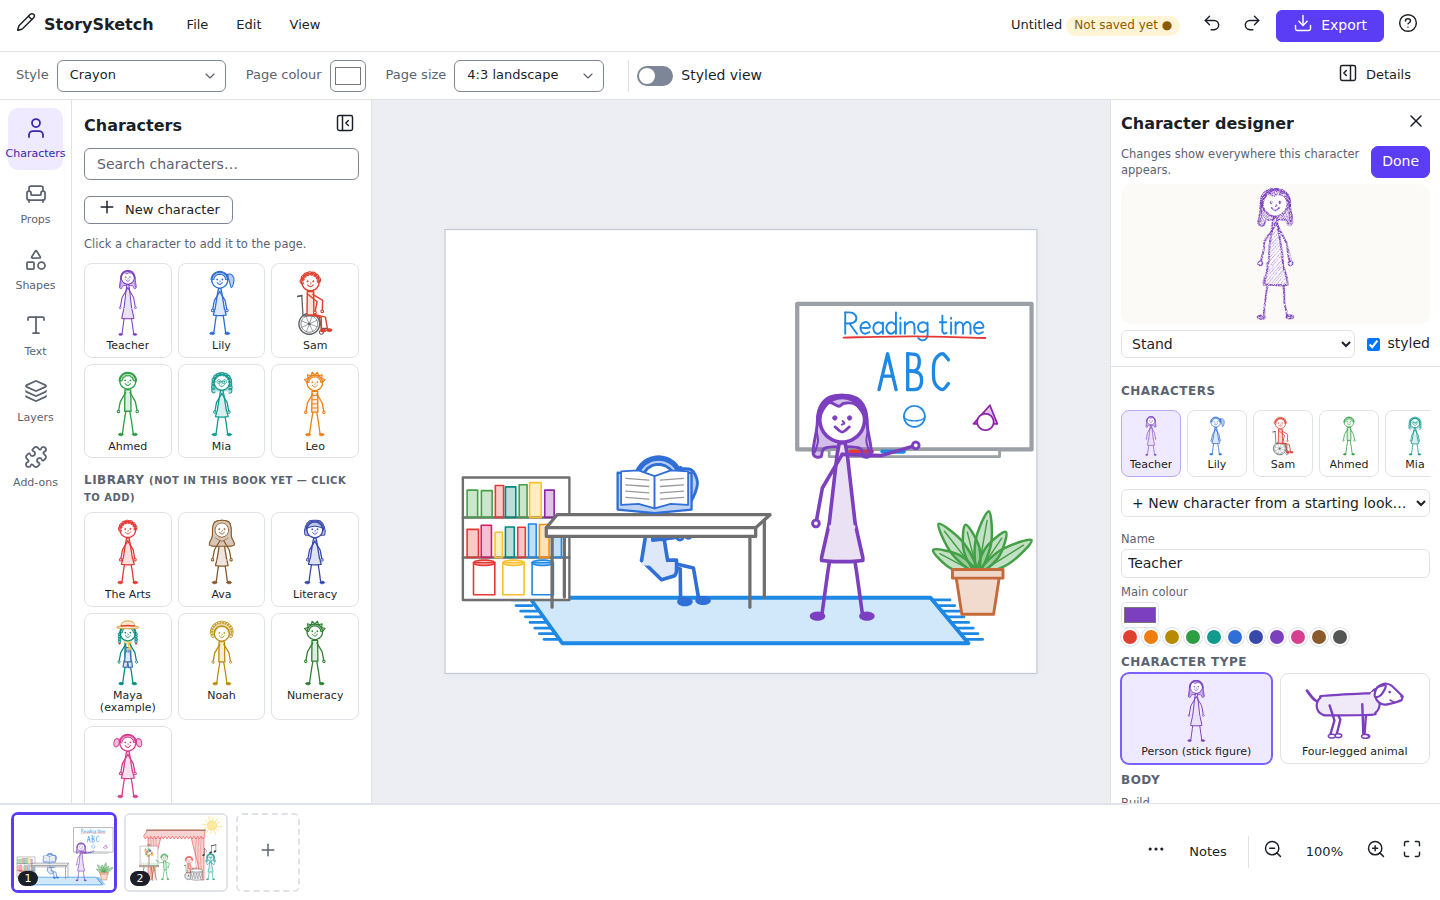 StorySketch
File
Edit
View
Untitled
Not saved yet
Export
Style
Crayon
Page colour
Page size
4:3 landscape
Styled view
Details
Characters
Props
Shapes
Text
Layers
Add-ons
Characters
Search characters…
New character
Click a character to add it to the page.
Teacher
Lily
Sam
Ahmed
Mia
Leo
LIBRARY (NOT IN THIS BOOK YET — CLICK
TO ADD)
The Arts
Ava
Literacy
Maya
(example)
Noah
Numeracy
Reading time
ABC
Character designer
Changes show everywhere this character
appears.
Done
Stand
styled
CHARACTERS
Teacher
Lily
Sam
Ahmed
Mia
+ New character from a starting look…
Name
Teacher
Main colour
CHARACTER TYPE
Person (stick figure)
Four-legged animal
BODY
Build
Reading time
ABC
1
2
Notes
100%